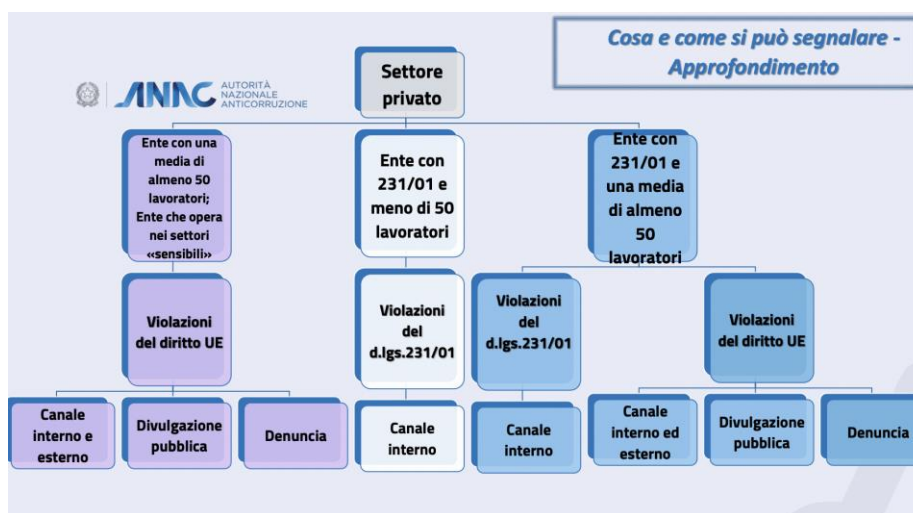 Cosa e come si può segnalare -
Approfondimento
ANAC
AUTORITÀ
NAZIONALE
ANTICORRUZIONE
Settore
privato
Ente con una
media di
almeno 50
lavoratori;
Ente che opera
nei settori
«sensibili»
Ente con
231/01 e
meno di 50
lavoratori
Ente con
231/01 e
una media
di almeno
50
lavoratori
Violazioni
del diritto UE
Violazioni
del
d.lgs.231/01
Violazioni
del
d.lgs.231/01
Violazioni
del diritto UE
Canale
interno e
esterno
Divulgazione
pubblica
Denuncia
Canale
interno
Canale
interno
Canale
interno ed
esterno
Divulgazione
pubblica
Denuncia